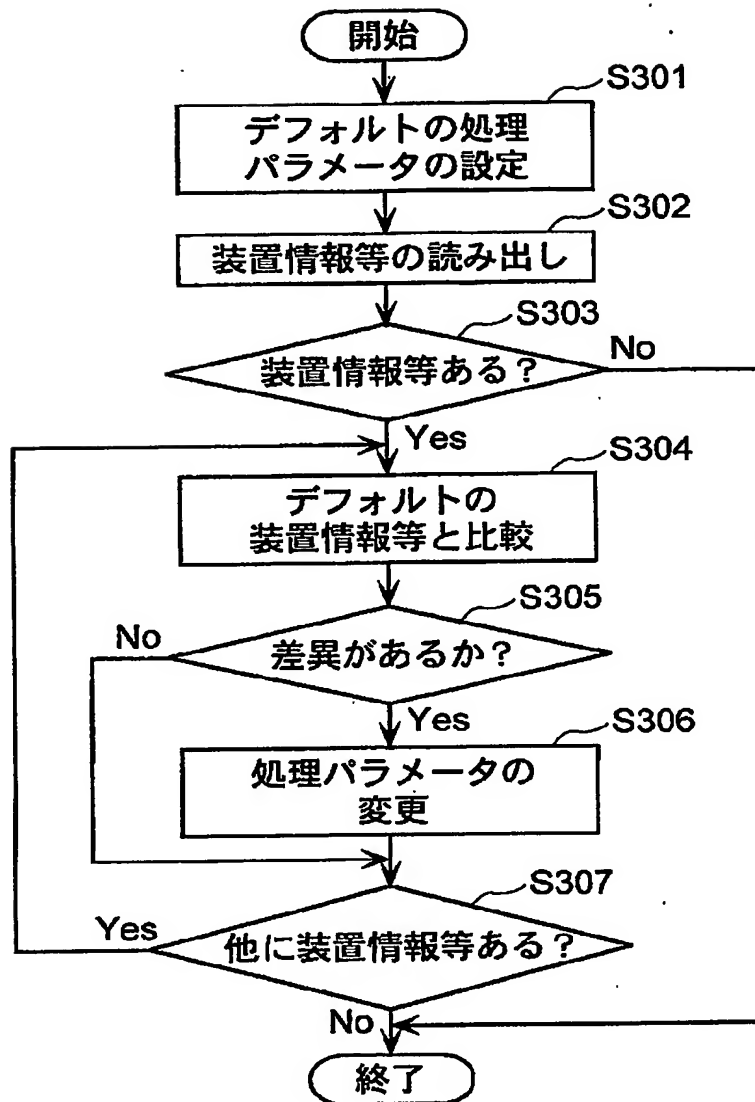 開始
S301
デフォルトの処理
パラメータの設定
S302
装置情報等の読み出し
S303
装置情報等ある？
No
Yes
S304
デフォルトの
装置情報等と比較
S305
No
差異があるか？
Yes
S306
処理パラメータの
変更
S307
Yes
他に装置情報等ある？
No
終了